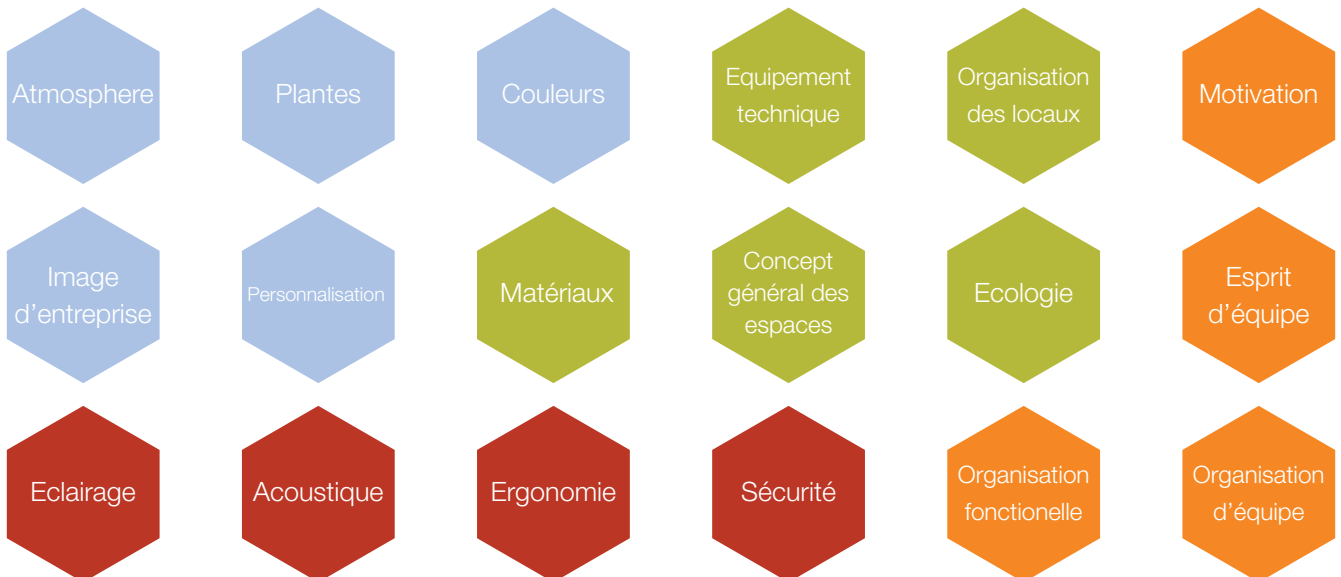 Atmosphere
Plantes
Couleurs
Equipement
technique
Organisation
des locaux
Motivation
Image
d'entreprise
Personnalisation
Matériaux
Concept
général des
espaces
Ecologie
Esprit
d'équipe
Eclairage
Acoustique
Ergonomie
Sécurité
Organisation
fonctionelle
Organisation
d'équipe